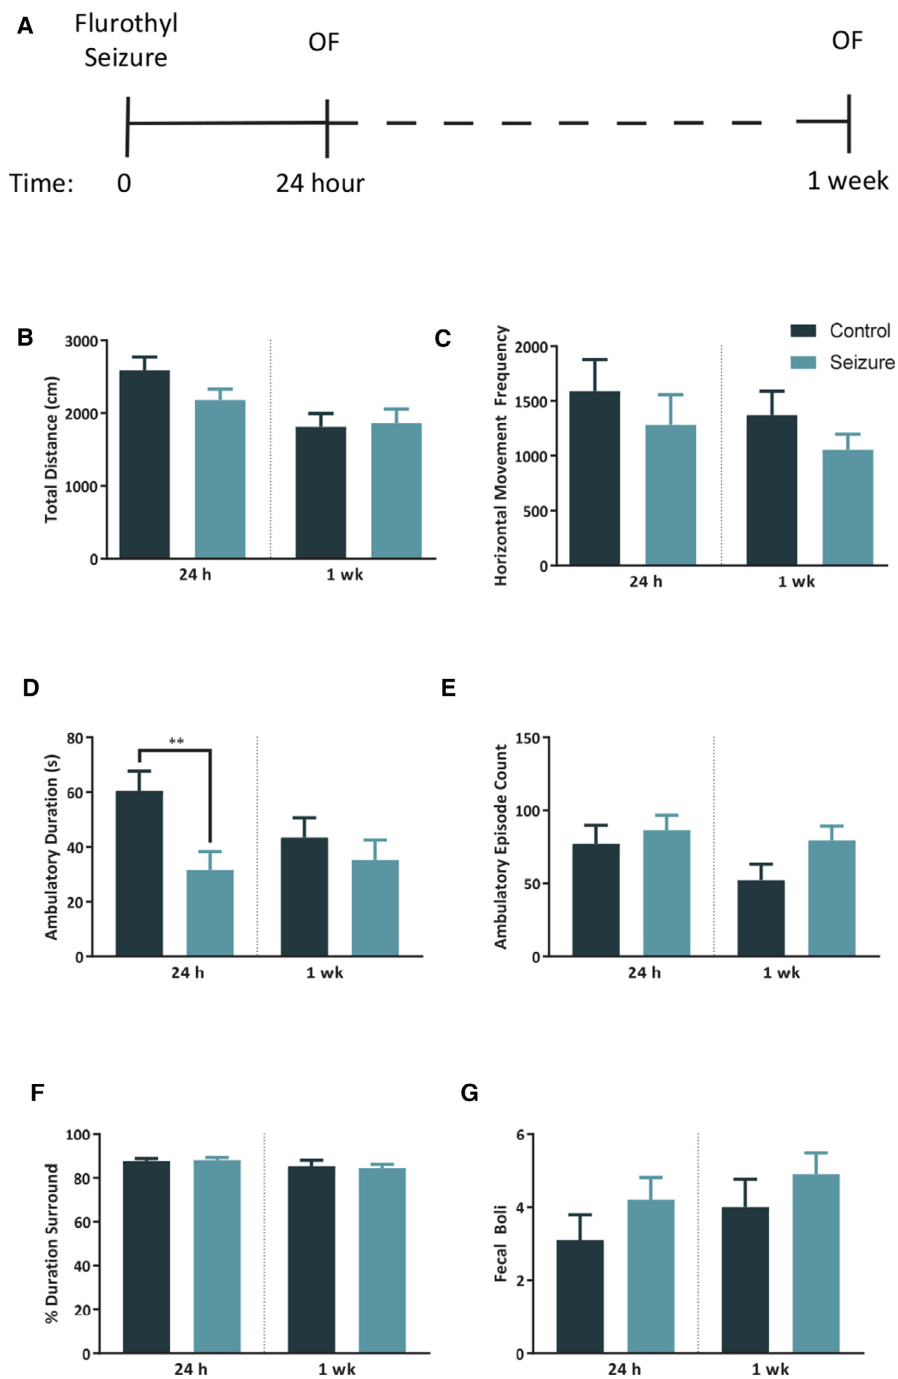 A
Flurothyl
Seizure
OF
OF
Time:
0
24 hour
1 week
B
Total Distance (cm)
3000
2000
1000
0
24 h
1 wk
C
Horizontal Movement Frequency
2000
1500
1000
500
0
24 h
1 wk
Control
Seizure
D
Ambulatory Duration (s)
80
60
40
20
0
**
24 h
1 wk
E
Ambulatory Episode Count
150
100
50
0
24 h
1 wk
F
% Duration Surround
100
80
60
40
20
0
24 h
1 wk
G
Fecal Boli
6
4
2
0
24 h
1 wk